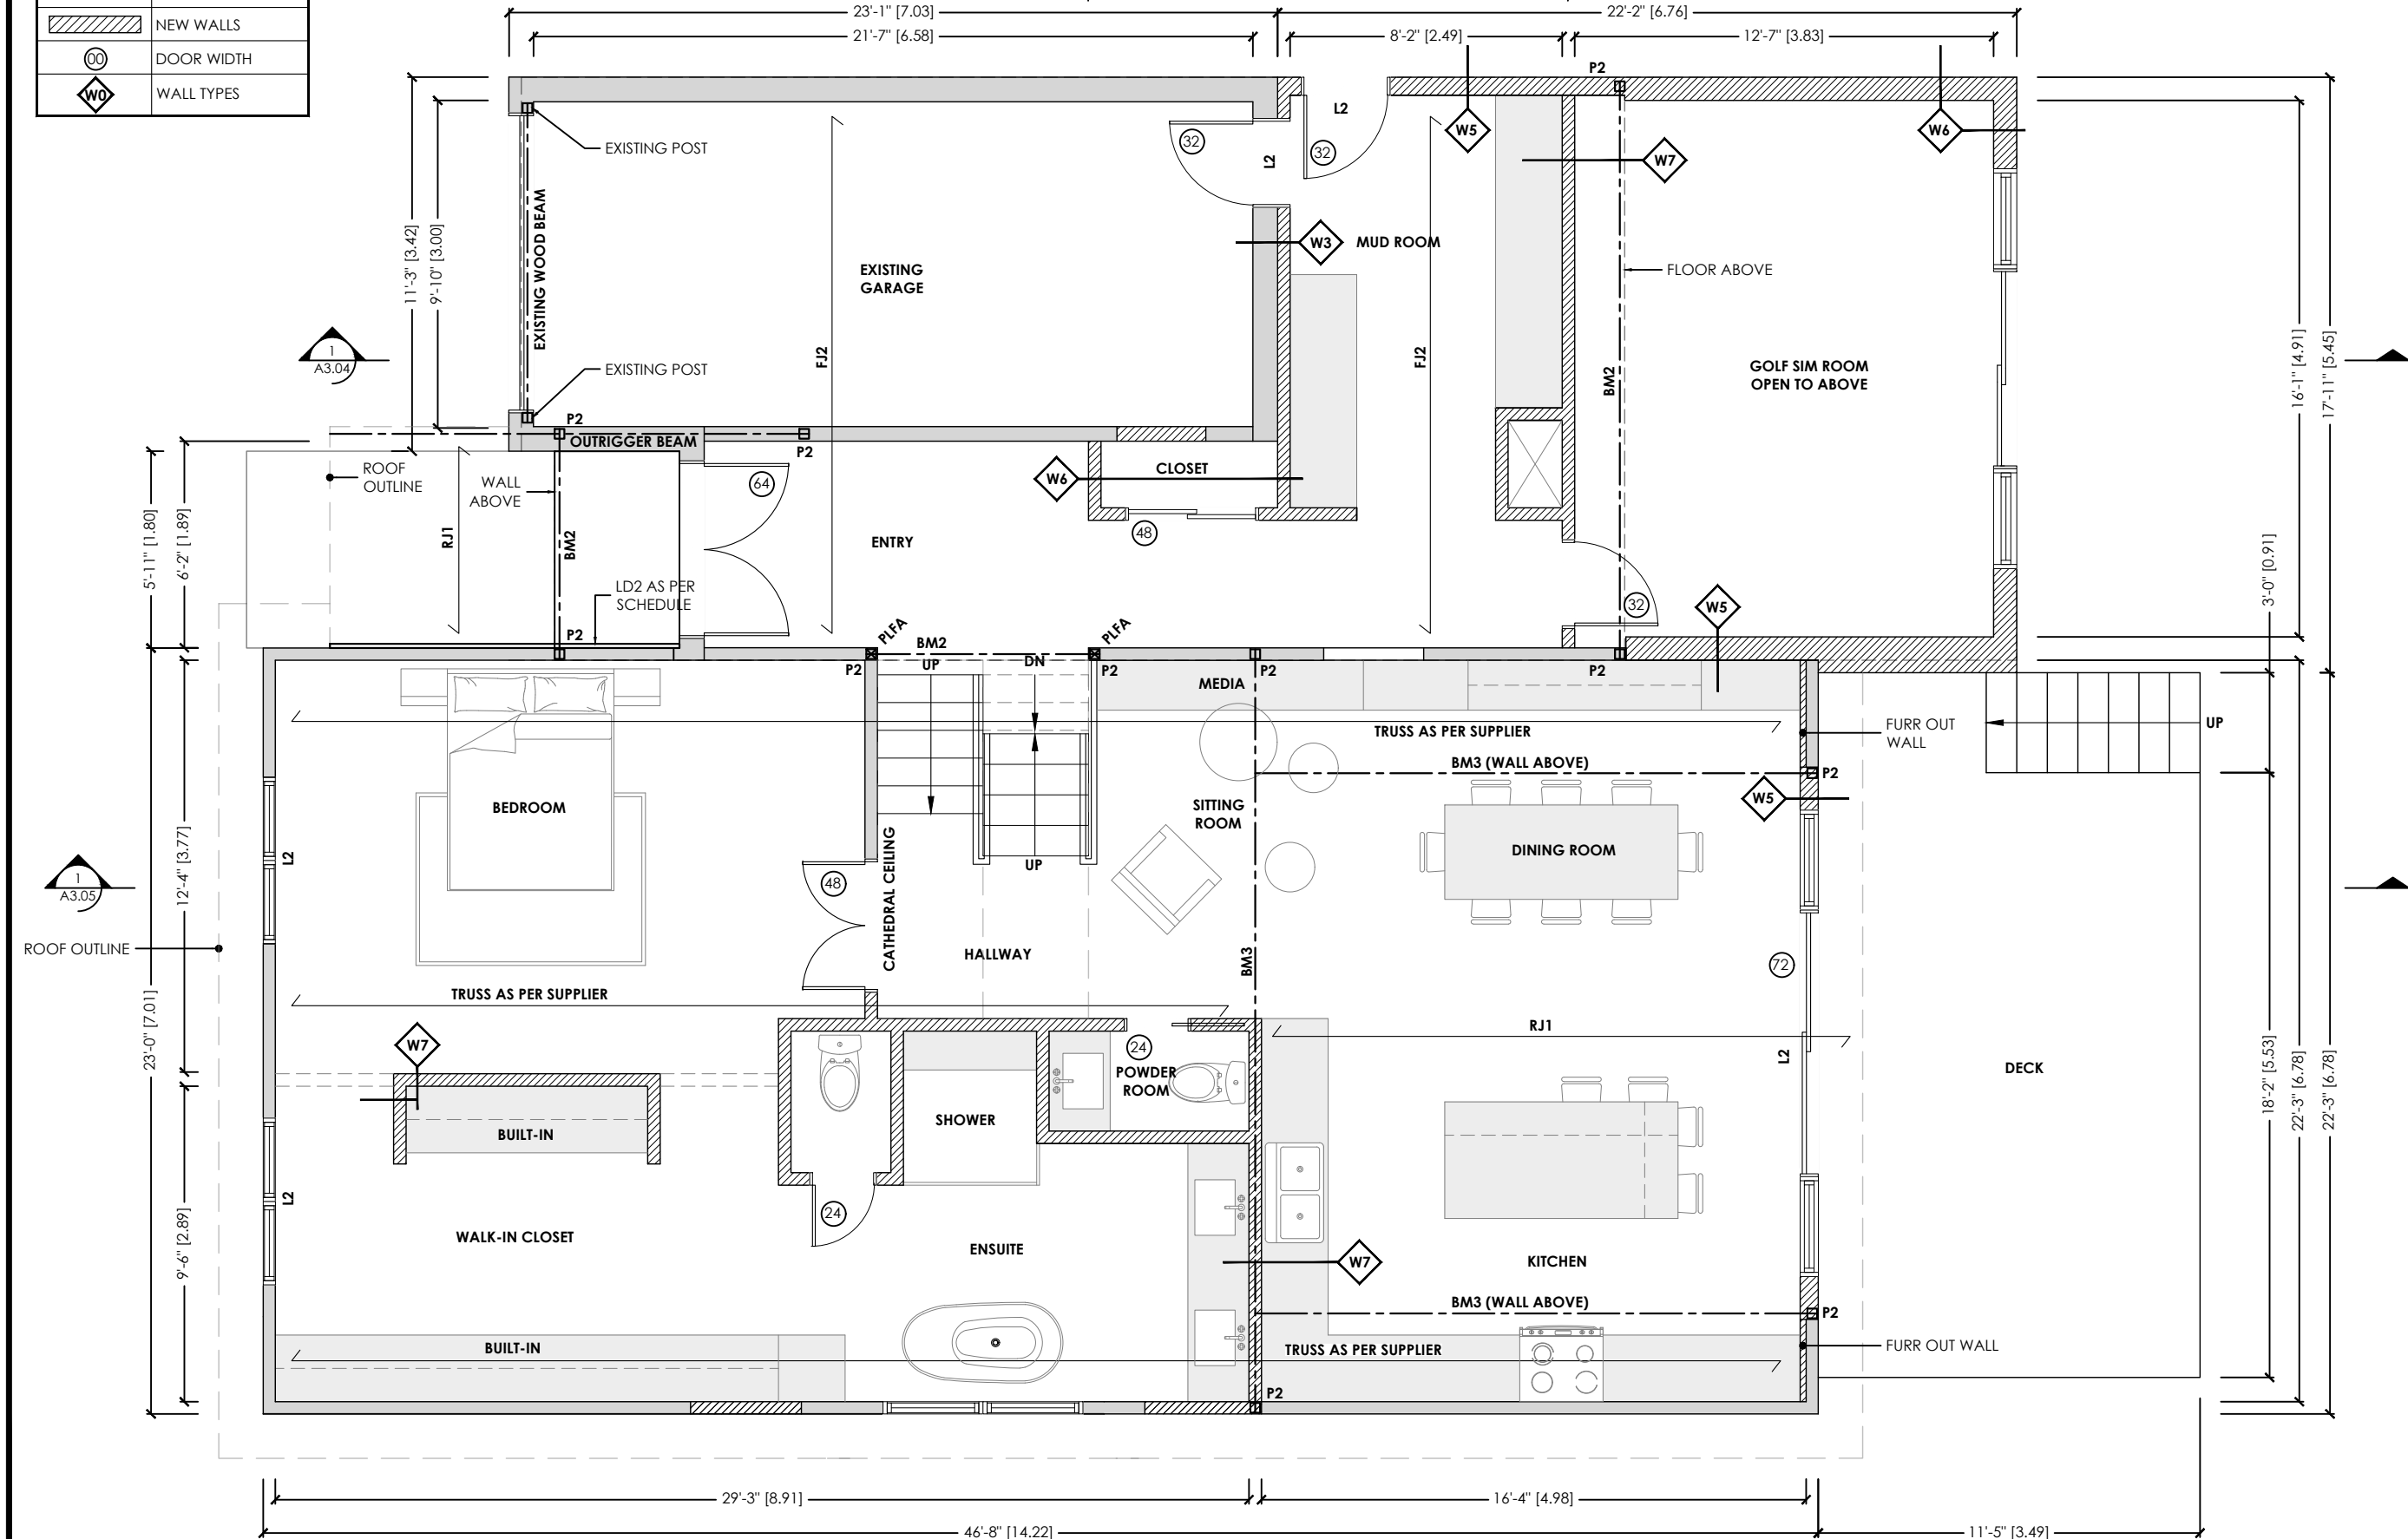 NEW WALLS
00
DOOR WIDTH
W0
WALL TYPES
23'-1" [7.03]
22'-2" [6.76]
21'-7" [6.58]
8'-2" [2.49]
12'-7" [3.83]
P2
L2
32
32
L2
W5
W6
W7
EXISTING POST
EXISTING WOOD BEAM
11'-3" [3.42]
9'-10" [3.00]
W3
MUD ROOM
EXISTING
GARAGE
FLOOR ABOVE
FJ2
FJ2
BM2
1
A3.04
EXISTING POST
GOLF SIM ROOM
OPEN TO ABOVE
16'-1" [4.91]
17'-11" [5.45]
P2
OUTRIGGER BEAM
P2
ROOF
OUTLINE
WALL
ABOVE
64
W6
CLOSET
48
RJ1
BM2
ENTRY
5'-11" [1.80]
6'-2" [1.89]
LD2 AS PER
SCHEDULE
3'-0" [0.91]
32
W5
P2
PLFA
PLFA
BM2
UP
DN
P2
P2
P2
P2
MEDIA
TRUSS AS PER SUPPLIER
FURR OUT
WALL
UP
BM3 (WALL ABOVE)
P2
W5
BEDROOM
SITTING
ROOM
DINING ROOM
L2
UP
48
CATHEDRAL CEILING
1
A3.05
12'-4" [3.77]
ROOF OUTLINE
HALLWAY
BM3
72
TRUSS AS PER SUPPLIER
23'-0" [7.01]
RJ1
W7
24
POWDER
ROOM
L2
DECK
18'-2" [5.53]
22'-3" [6.78]
22'-3" [6.78]
SHOWER
BUILT-IN
L2
24
9'-6" [2.89]
WALK-IN CLOSET
ENSUITE
W7
KITCHEN
BM3 (WALL ABOVE)
P2
BUILT-IN
TRUSS AS PER SUPPLIER
FURR OUT WALL
P2
29'-3" [8.91]
16'-4" [4.98]
46'-8" [14.22]
11'-5" [3.49]